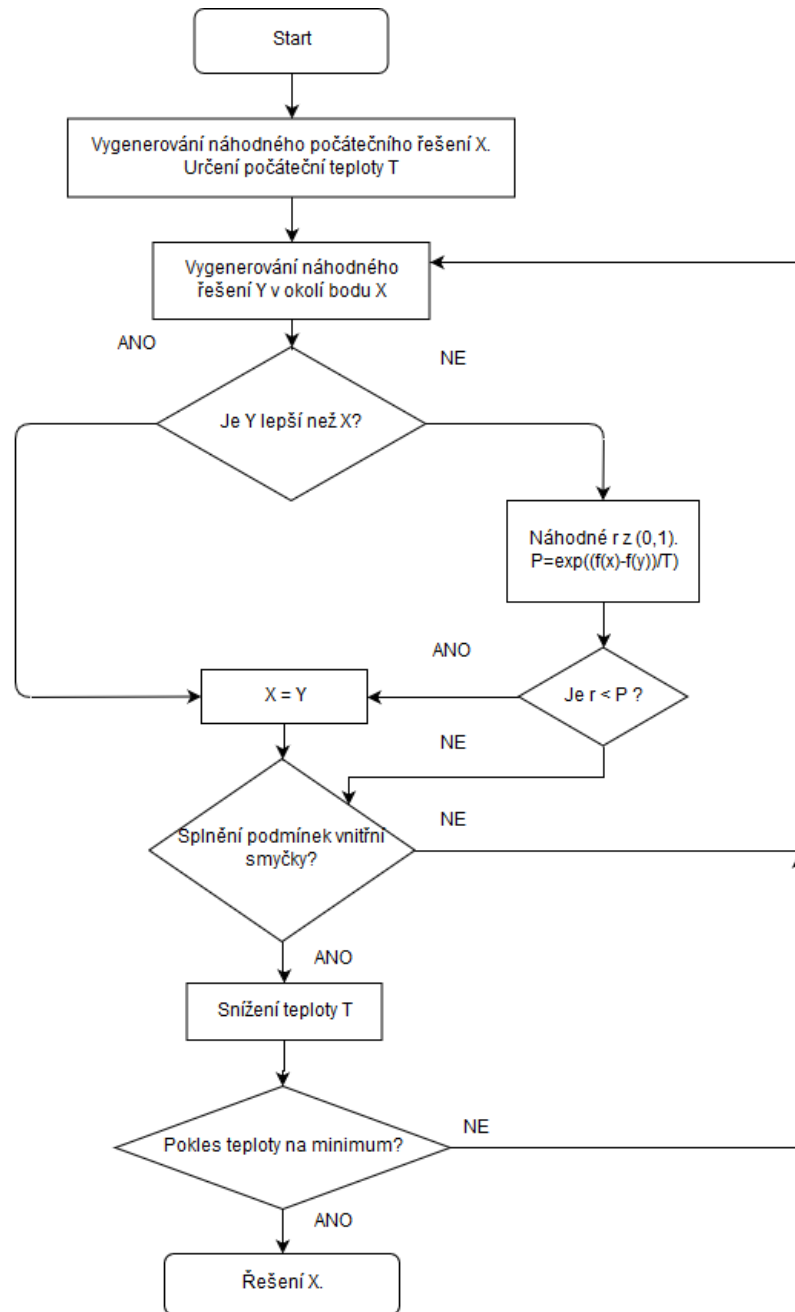 Start
Vygenerování náhodného počátečního řešení X.
Určení počáteční teploty T
Vygenerování náhodného
řešení Y v okolí bodu X
ANO
NE
Je Y lepší než X?
Náhodné r z (0,1).
P=exp((f(x)-f(y))/T)
ANO
X = Y
Je r < P ?
NE
NE
Splnění podmínek vnitřní
smyčky?
ANO
Snížení teploty T
NE
Pokles teploty na minimum?
ANO
Řešení X.